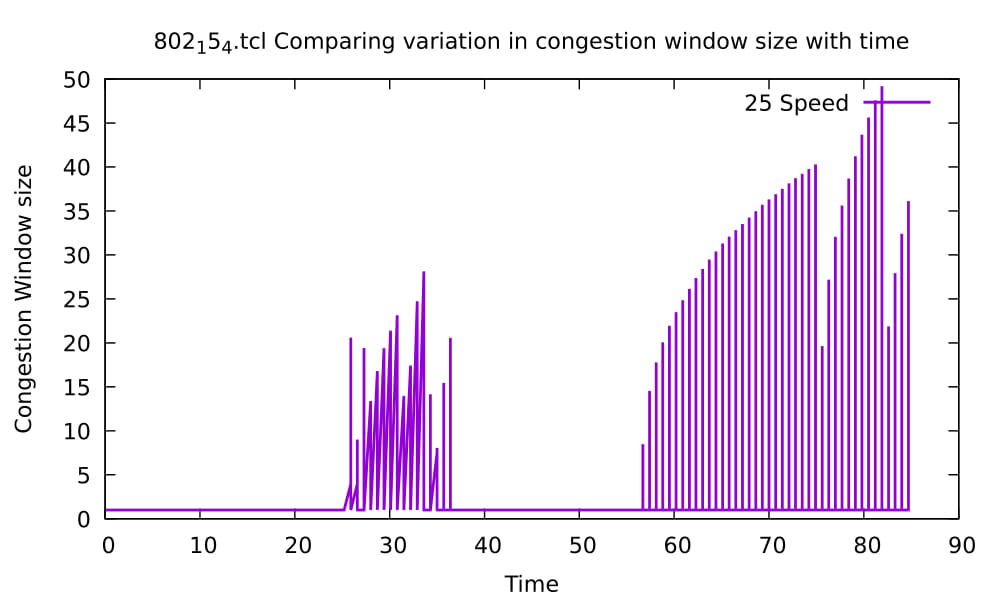 802₁5₄.tcl Comparing variation in congestion window size with time
25 Speed
Congestion Window size
50
45
40
35
30
25
20
15
10
5
0
0 10 20 30 40 50 60 70 80 90
Time